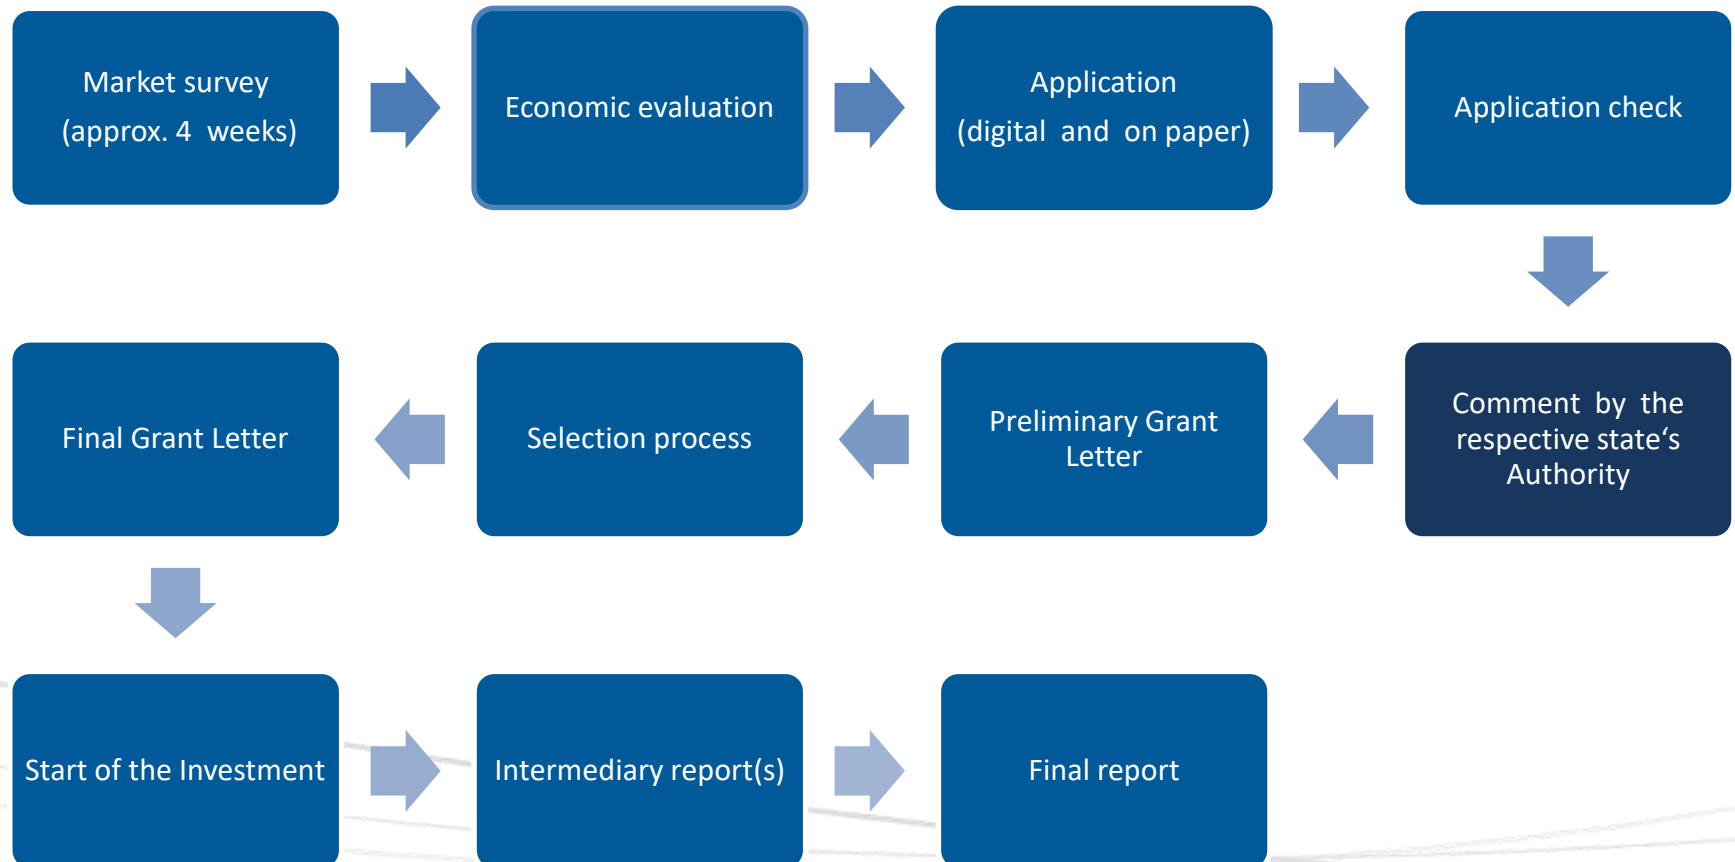 Market survey
(approx. 4 weeks)
Economic evaluation
Application
(digital and on paper)
Application check
Comment by the
respective state‘s
Authority
Preliminary Grant
Letter
Selection process
Final Grant Letter
Start of the Investment
Intermediary report(s)
Final report